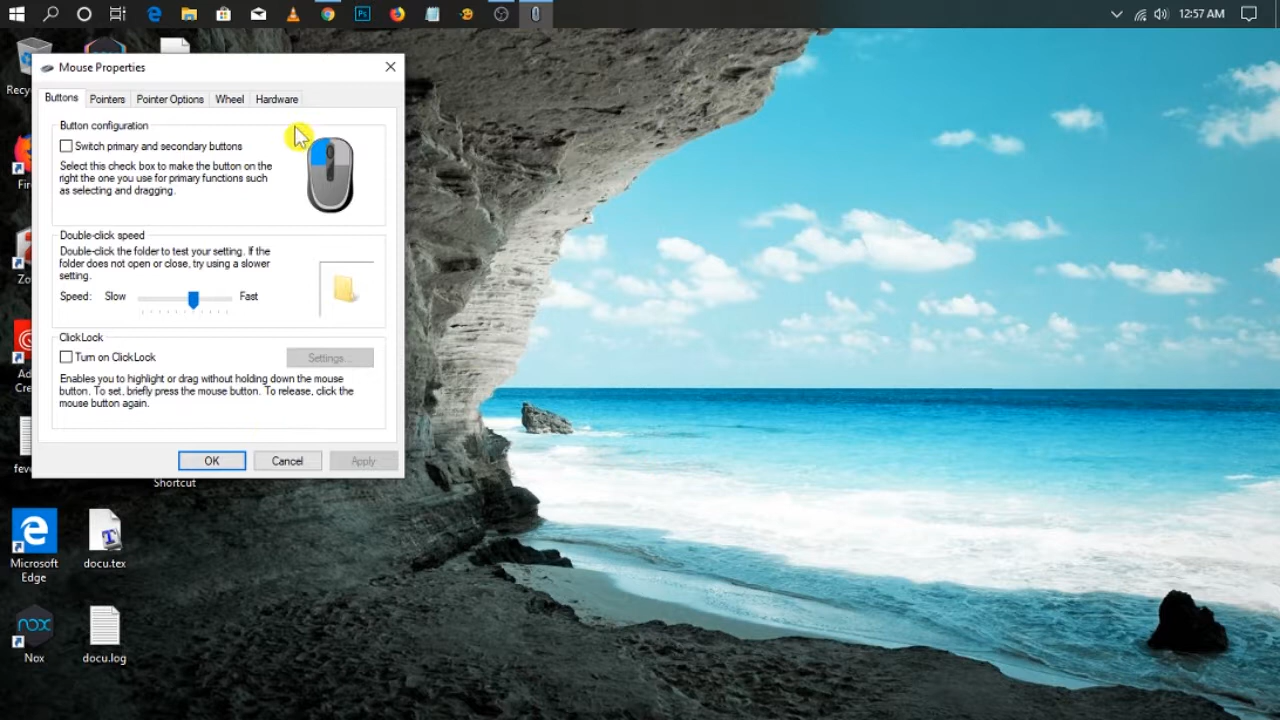 12:57 AM
Mouse Properties
Buttons
Pointers
Pointer Options
Wheel
Hardware
Button configuration
Switch primary and secondary buttons
Select this check box to make the button on the
right the one you use for primary functions such
as selecting and dragging.
Double-click speed
Double-click the folder to test your setting. If the
folder does not open or close, try using a slower
setting.
Speed: Slow Fast
ClickLock
Turn on ClickLock
Settings...
Enables you to highlight or drag without holding down the mouse
button. To set, briefly press the mouse button. To release, click the
mouse button again.
OK
Cancel
Apply
Shortcut
Microsoft
Edge
docu.tex
nox
Nox
docu.log
Ps